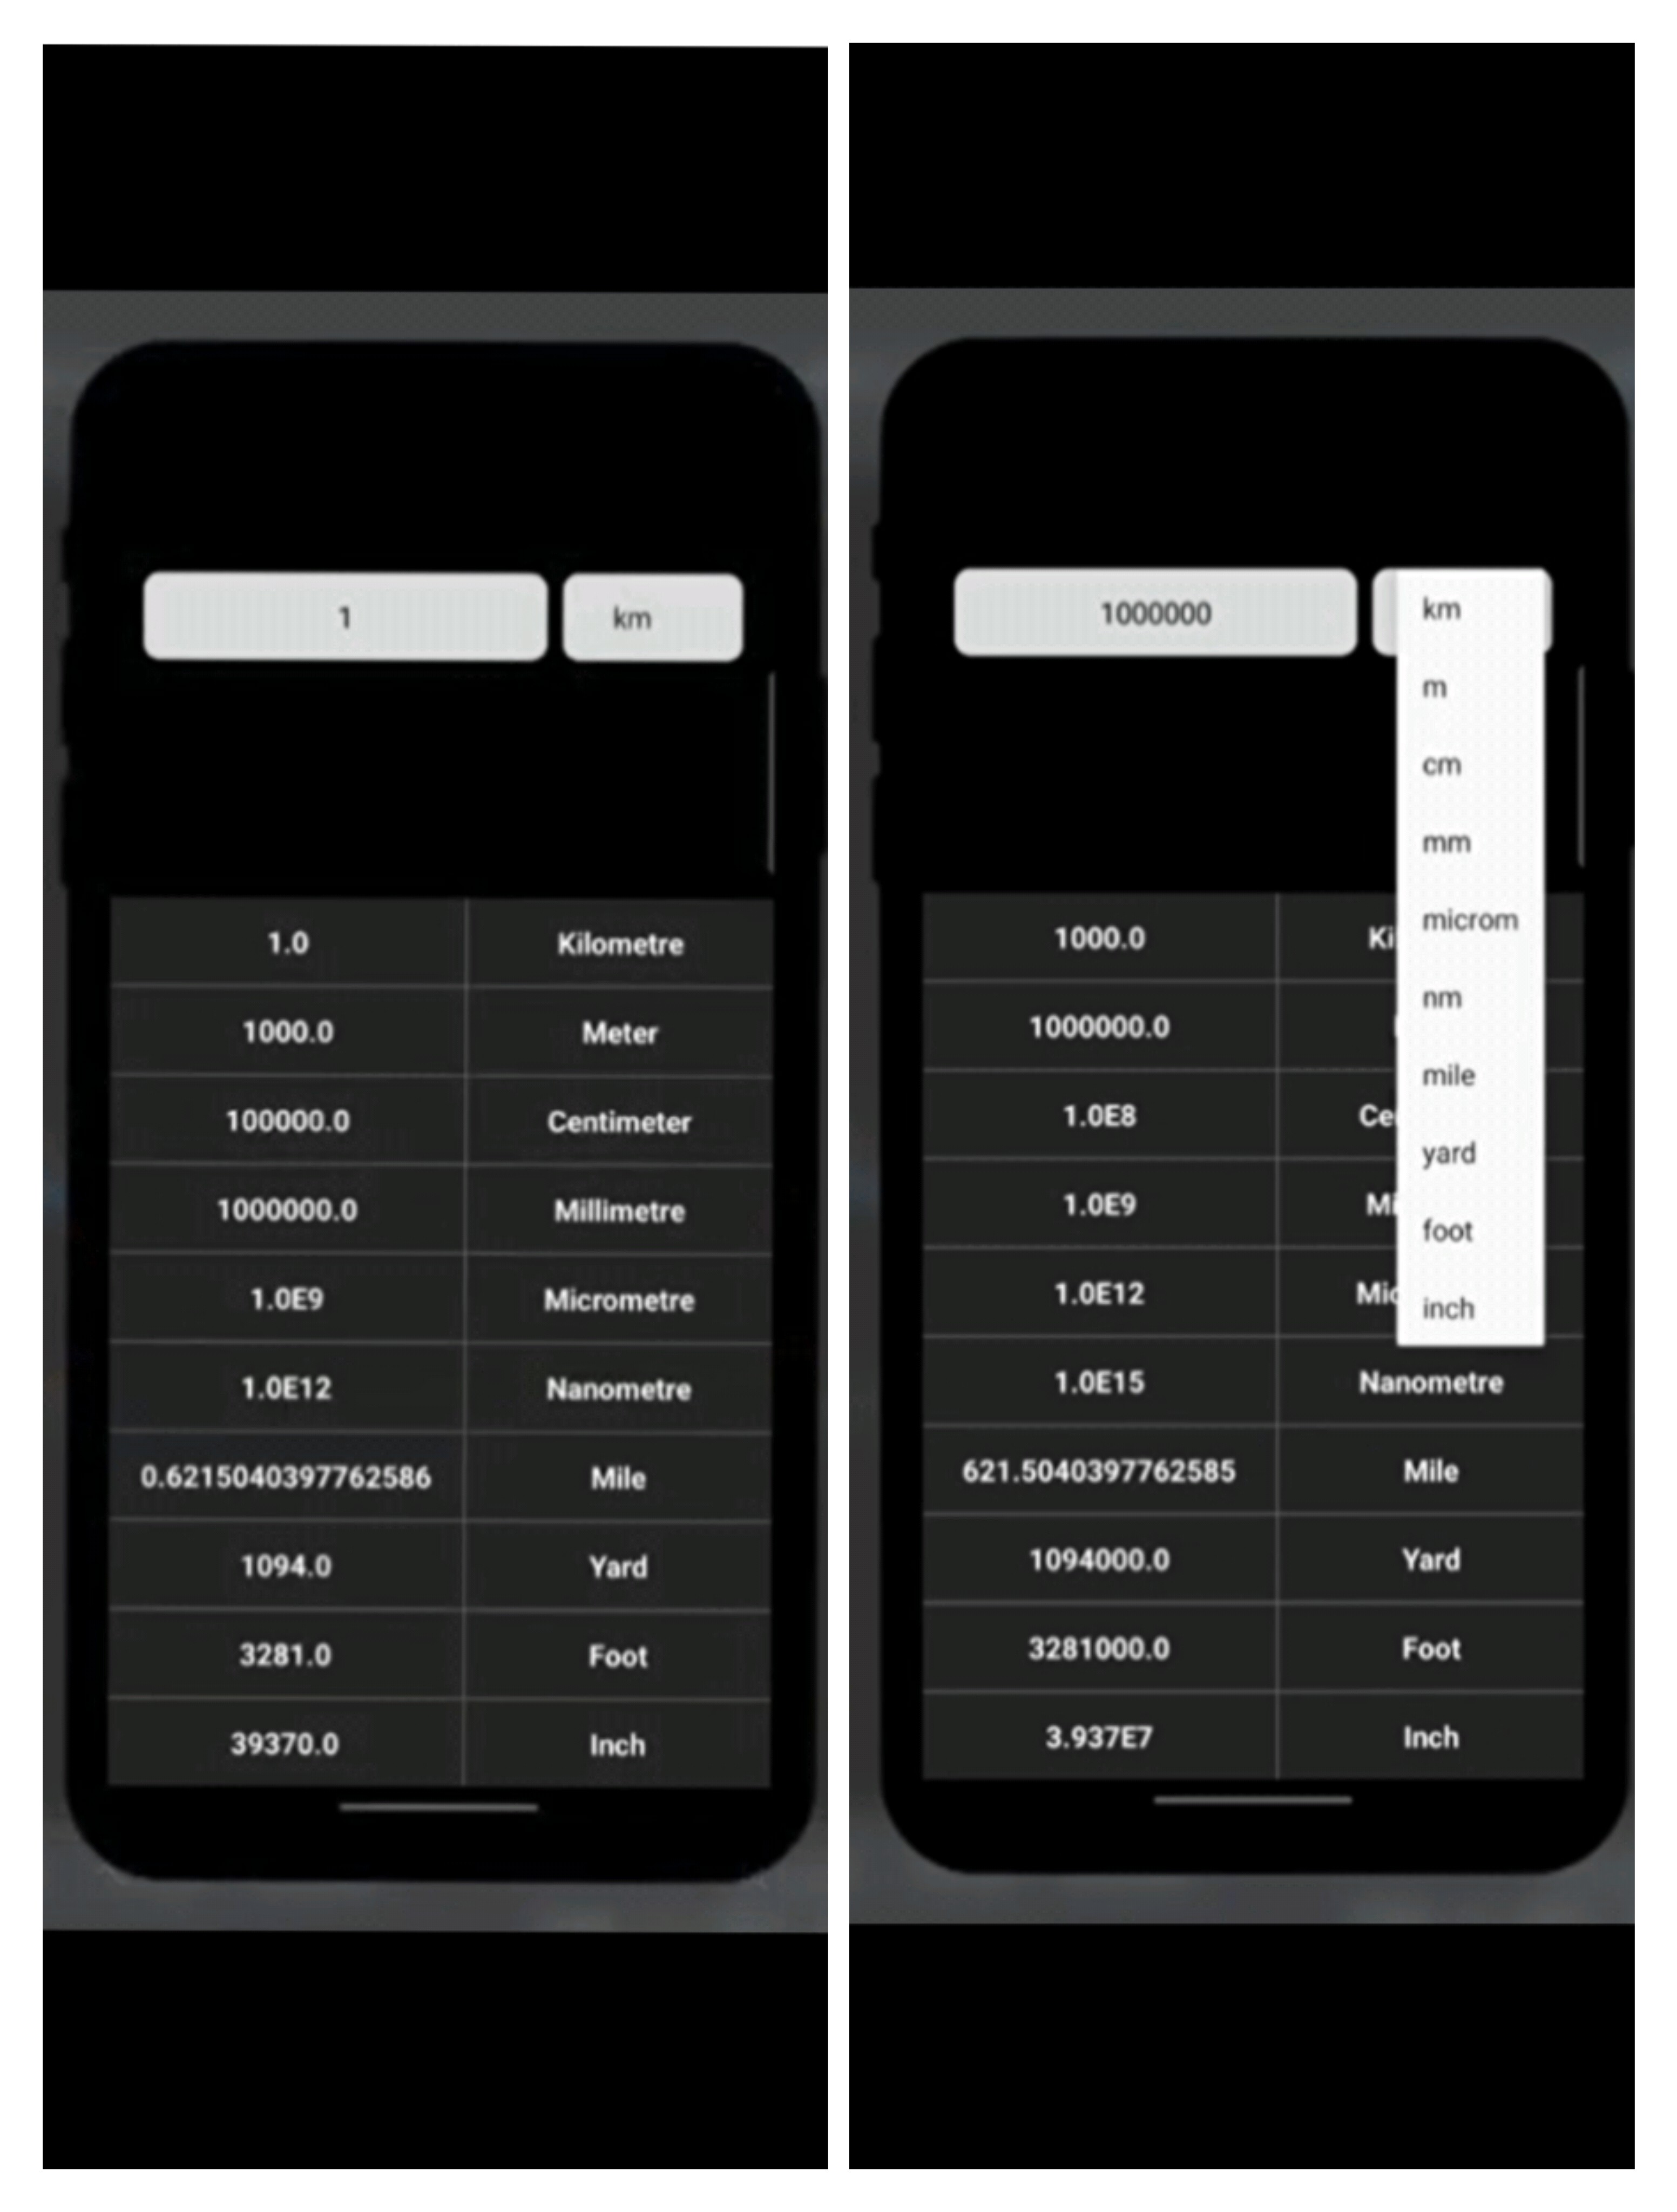 1 km
1.0 Kilometre
1000.0 Meter
100000.0 Centimeter
1000000.0 Millimetre
1.0E9 Micrometre
1.0E12 Nanometre
0.6215040397762586 Mile
1094.0 Yard
3281.0 Foot
39370.0 Inch
1000000
km
m
cm
mm
microm
nm
mile
yard
foot
inch
1000.0 Ki
1000000.0
1.0E8 Ce
1.0E9 Mi
1.0E12 Mic
1.0E15 Nanometre
621.5040397762585 Mile
1094000.0 Yard
3281000.0 Foot
3.937E7 Inch